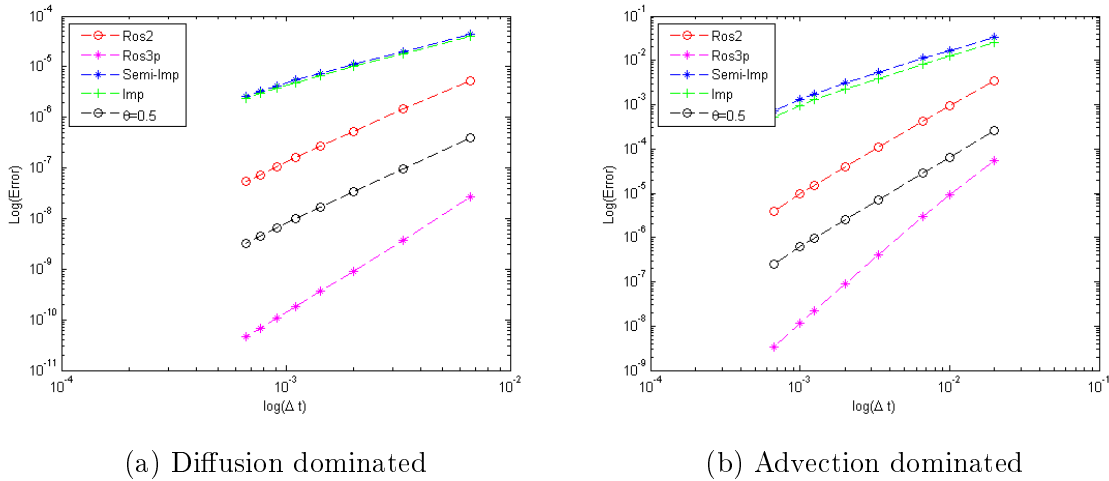 Ros2
Ros3p
Semi-Imp
Imp
θ=0.5
10^-5
10^-6
10^-7
10^-8
10^-9
10^-10
10^-11
Log(Error)
10^-4
10^-3
10^-2
log(Δ t)
(a) Diffusion dominated
10^-1
10^-2
10^-3
10^-4
10^-5
10^-6
10^-7
10^-8
10^-9
Log(Error)
Ros2
Ros3p
Semi-Imp
Imp
θ=0.5
10^-4
10^-3
10^-2
10^-1
log(Δ t)
(b) Advection dominated